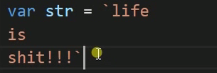 var str = `life
is
shit!!!`